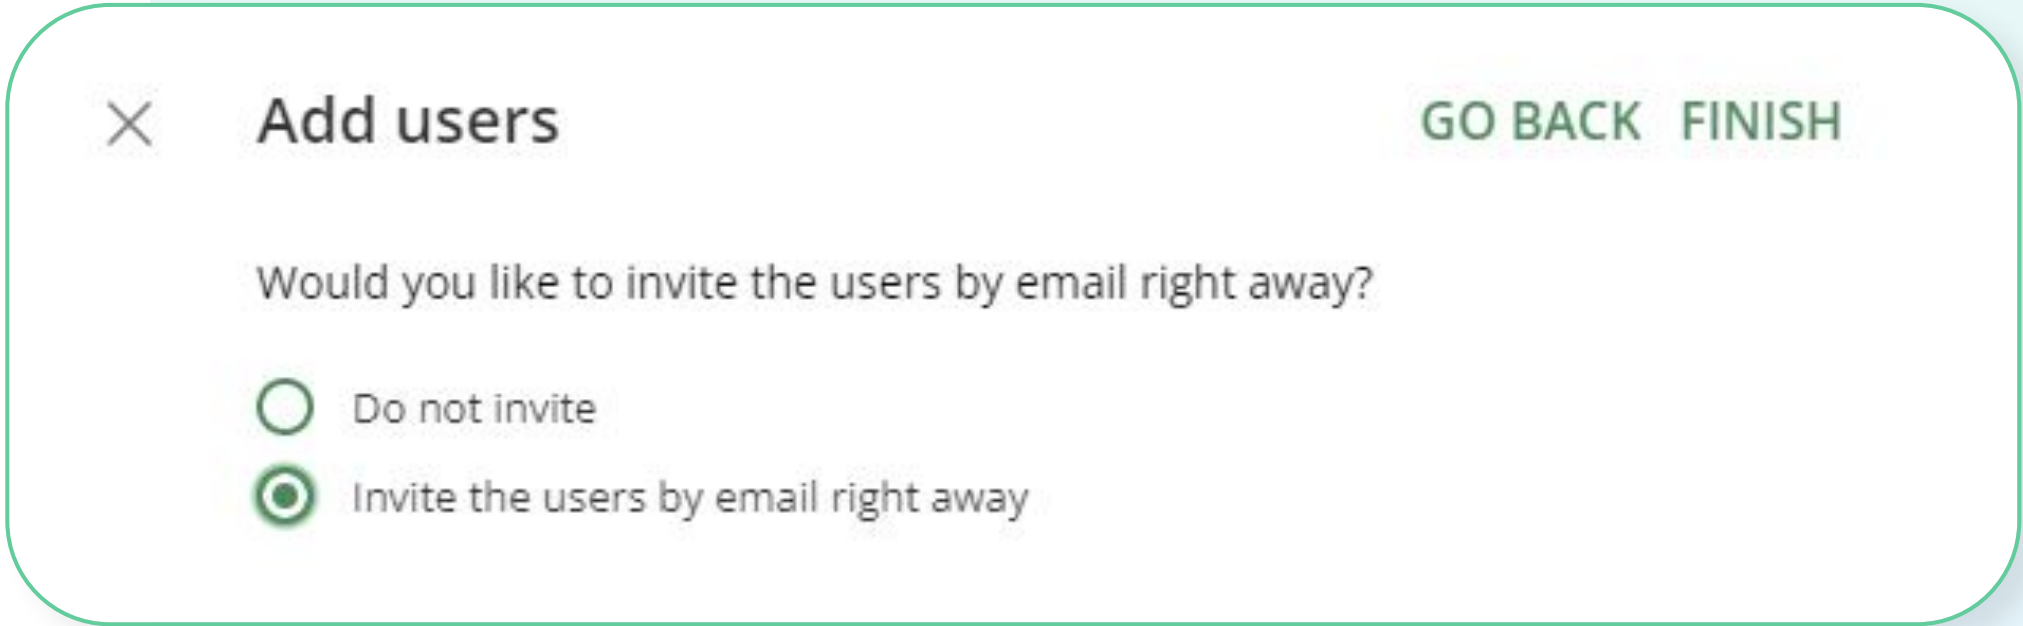 Add users
GO BACK FINISH
Would you like to invite the users by email right away?
Do not invite
Invite the users by email right away